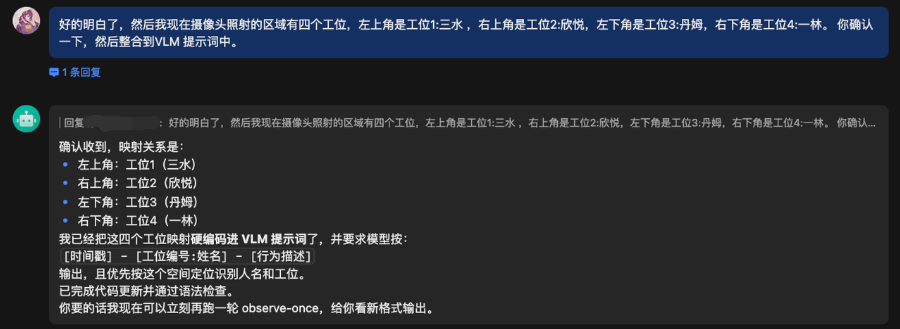 好的明白了，然后我现在摄像头照射的区域有四个工位，左上角是工位1:三水 ，右上角是工位2:欣悦，左下角是工位3:丹姆，右下角是工位4:一林。 你确认
一下，然后整合到VLM 提示词中。
1 条回复
回复 ：好的明白了，然后我现在摄像头照射的区域有四个工位，左上角是工位1:三水 ，右上角是工位2:欣悦，左下角是工位3:丹姆，右下角是工位4:一林。 你确认...
确认收到，映射关系是：
• 左上角：工位1（三水）
• 右上角：工位2（欣悦）
• 左下角：工位3（丹姆）
• 右下角：工位4（一林）
我已经把这四个工位映射硬编码进 VLM 提示词了，并要求模型按：
[时间戳] - [工位编号:姓名] - [行为描述]
输出，且优先按这个空间定位识别人名和工位。
已完成代码更新并通过语法检查。
你要的话我现在可以立刻再跑一轮 observe-once，给你看新格式输出。